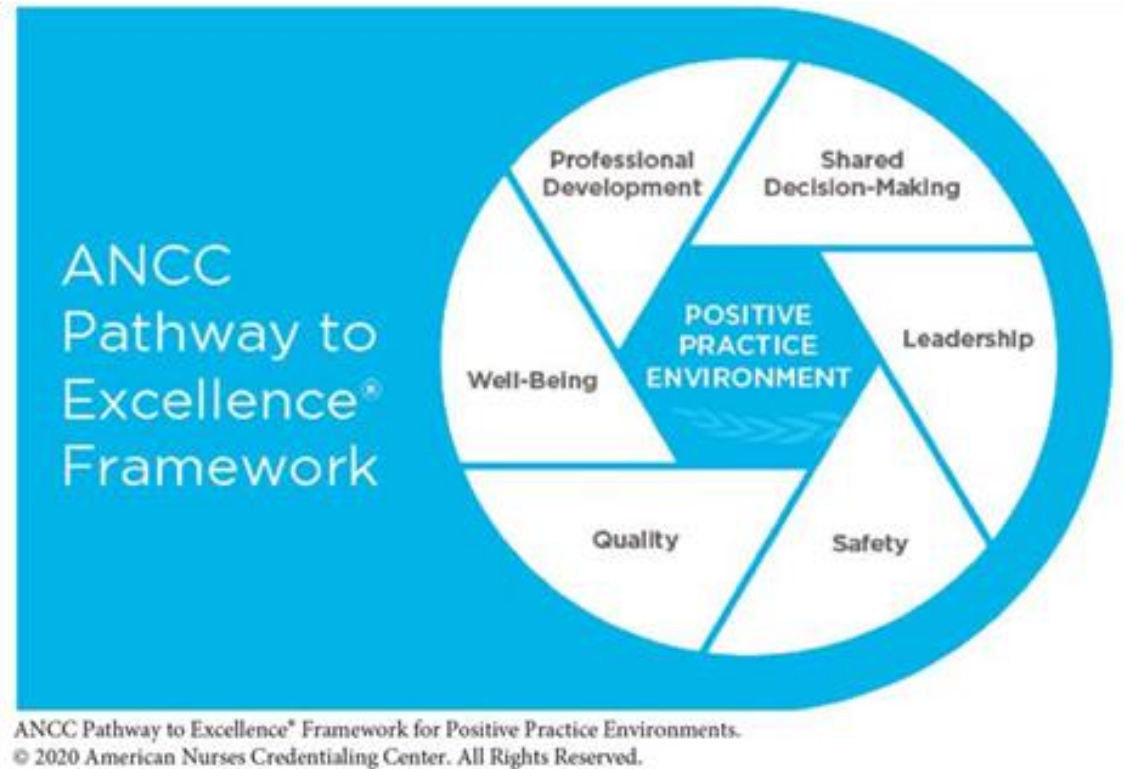 ANCC
Pathway to
Excellence®
Framework
Professional
Development
Shared
Decision-Making
Leadership
Safety
Quality
Well-Being
POSITIVE
PRACTICE
ENVIRONMENT
ANCC Pathway to Excellence® Framework for Positive Practice Environments.
© 2020 American Nurses Credentialing Center. All Rights Reserved.